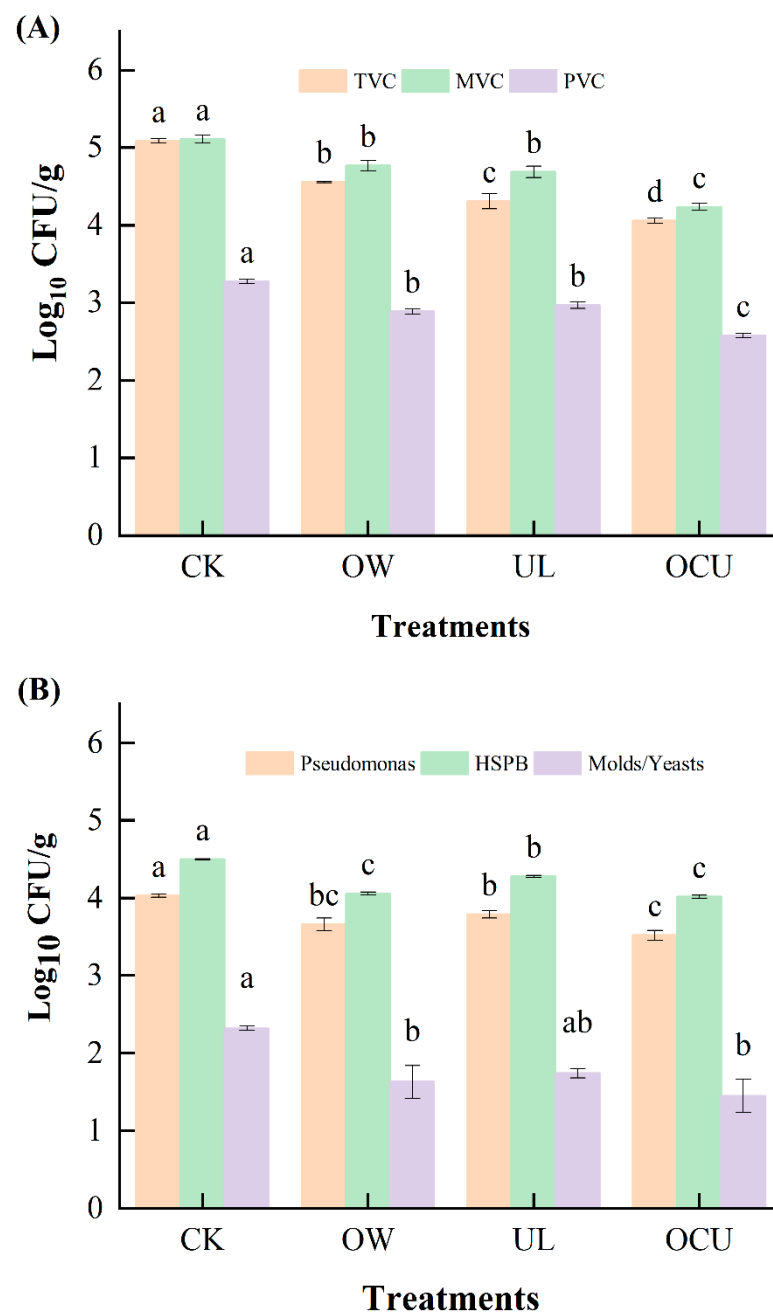 (A)
6
TVC MVC PVC
a a
5
b b
c b
d c
4
a
b
b
c
3
2
1
0
Log10 CFU/g
CK OW UL OCU
Treatments
(B)
6
Pseudomonas HSPB Molds/Yeasts
5
a a
bc c
b b
c c
4
3
a
b
ab
b
2
1
0
Log10 CFU/g
CK OW UL OCU
Treatments